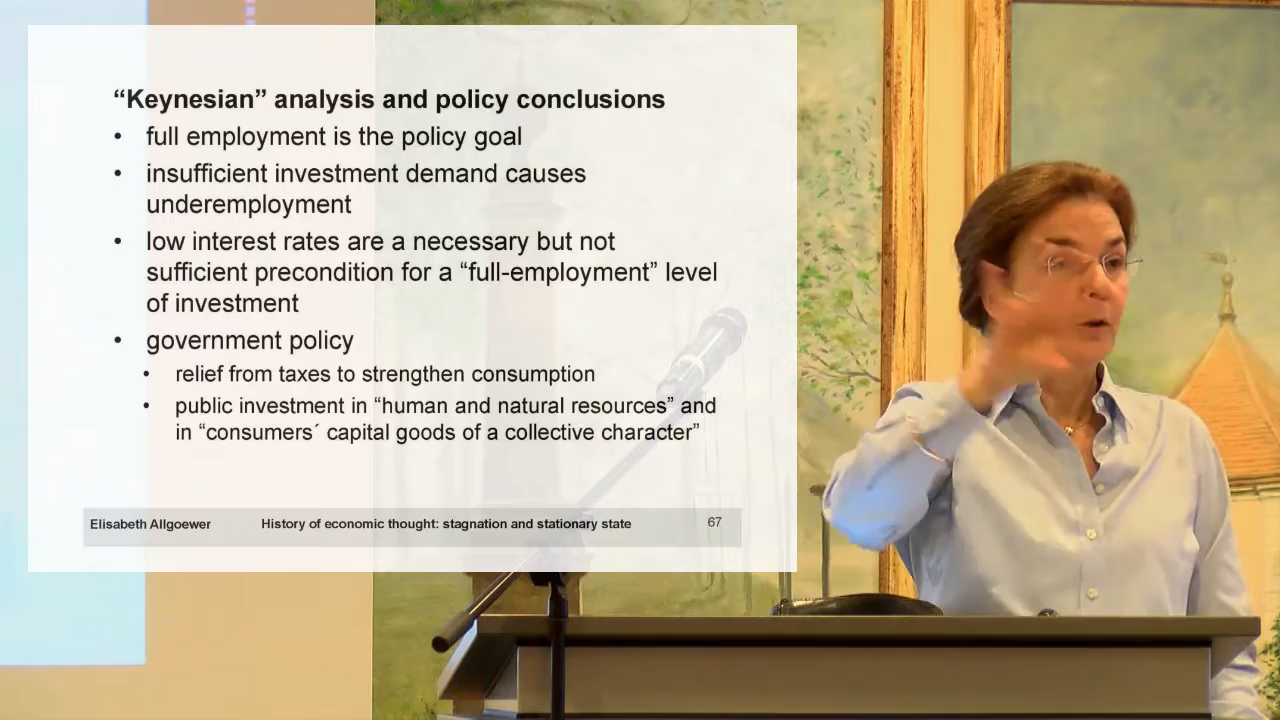 “Keynesian” analysis and policy conclusions
• full employment is the policy goal
• insufficient investment demand causes
underemployment
• low interest rates are a necessary but not
sufficient precondition for a “full-employment” level
of investment
• government policy
• relief from taxes to strengthen consumption
• public investment in “human and natural resources” and
in “consumers´ capital goods of a collective character”
Elisabeth Allgoewer History of economic thought: stagnation and stationary state 67